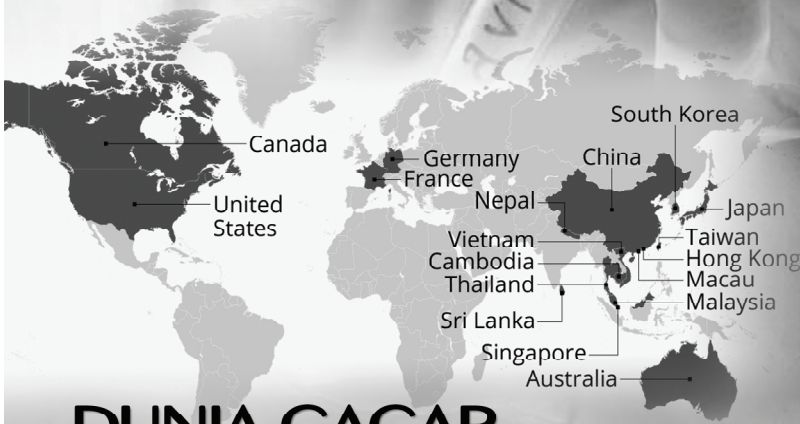 South Korea
Canada
Germany
China
France
Nepal
United
States
Japan
Vietnam
Taiwan
Cambodia
Hong Kong
Thailand
Macau
Malaysia
Sri Lanka
Singapore
Australia
DUNIA GAGAP